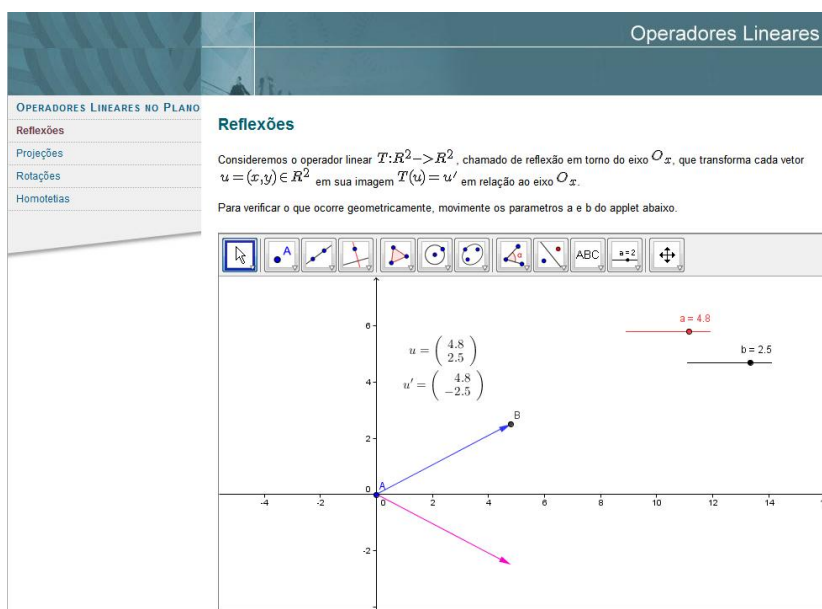 Operadores Lineares
OPERADORES LINEARES NO PLANO
Reflexões
Projeções
Rotações
Homotetias
Reflexões
Consideremos o operador linear T:R²−>R² , chamado de reflexão em torno do eixo Oₓ, que transforma cada vetor
u=(x,y)∈R² em sua imagem T(u)=u′ em relação ao eixo Oₓ.
Para verificar o que ocorre geometricamente, movimente os parametros a e b do applet abaixo.
A
α
ABC
a=2
a = 4.8
b = 2.5
u = ( 4.8
2.5 )
u′ = ( 4.8
−2.5 )
B
A
6
4
2
0
-2
-4 -2 0 2 4 6 8 10 12 14